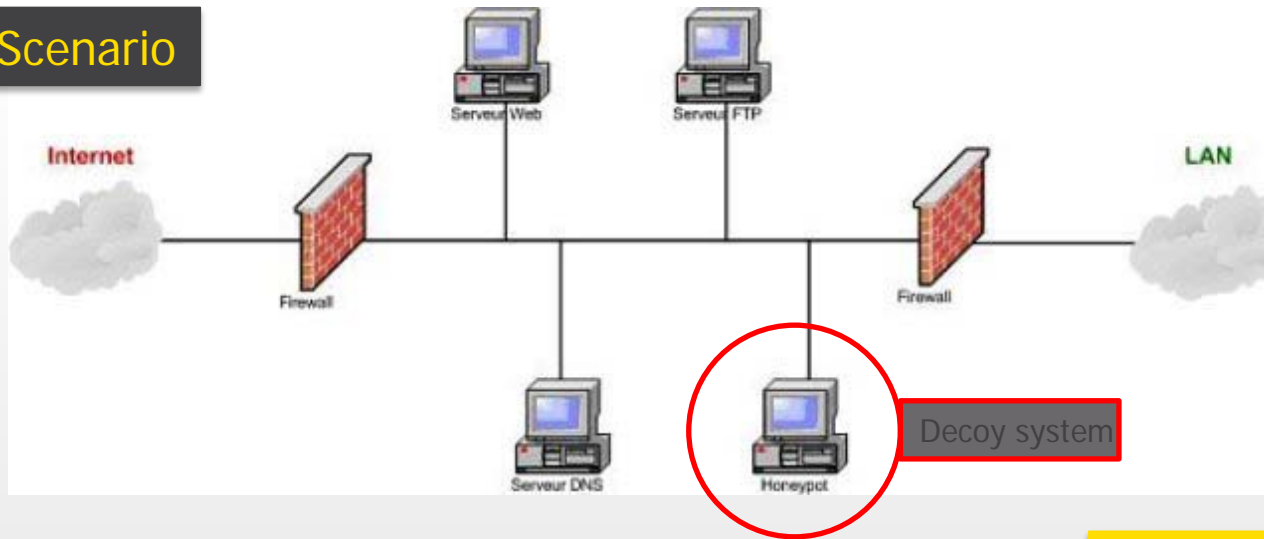 Scenario
Serveur Web
Serveur FTP
Internet
LAN
Firewall
Firewall
Decoy system
Serveur DNS
Honeypot